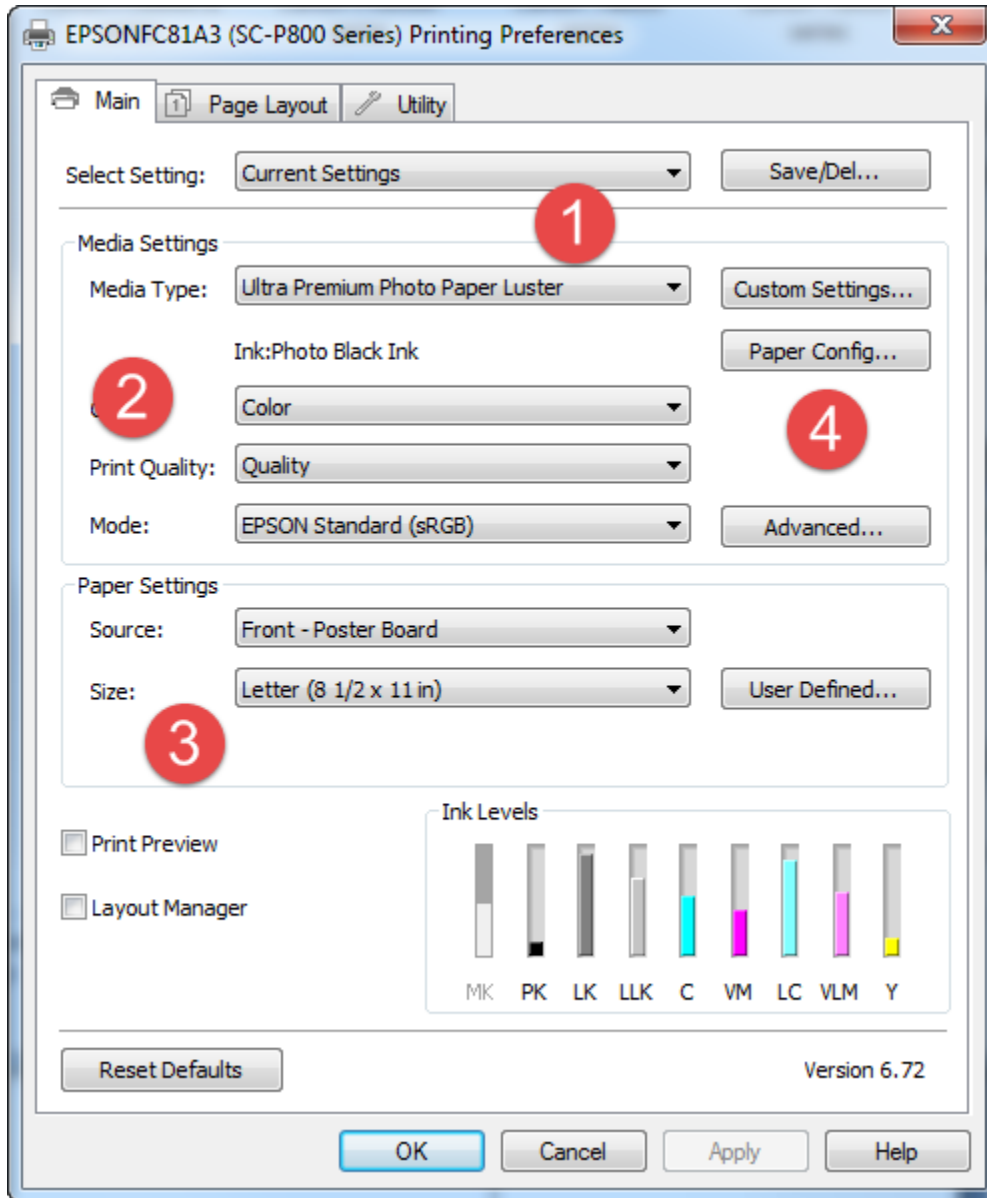 EPSONFC81A3 (SC-P800 Series) Printing Preferences
Main Page Layout Utility
Select Setting: Current Settings Save/Del...
1
Media Settings
Media Type: Ultra Premium Photo Paper Luster Custom Settings...
Ink:Photo Black Ink Paper Config...
2 Color
4
Print Quality: Quality
Mode: EPSON Standard (sRGB) Advanced...
Paper Settings
Source: Front - Poster Board
Size: Letter (8 1/2 x 11 in) User Defined...
3
Ink Levels
Print Preview
Layout Manager
MK PK LK LLK C VM LC VLM Y
Reset Defaults Version 6.72
OK Cancel Apply Help